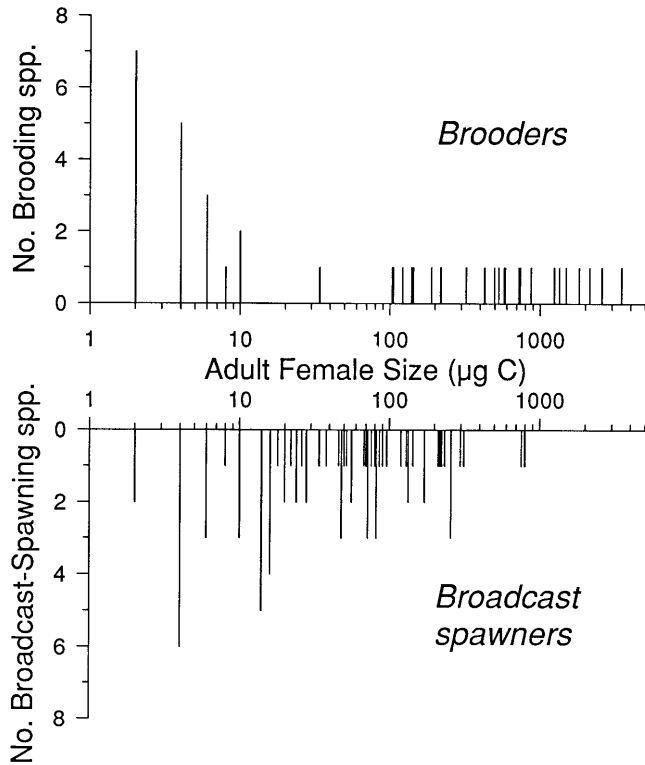 8
6
4
2
0
No. Brooding spp.
Brooders
1 10 100 1000
Adult Female Size (µg C)
1 10 100 1000
0
2
4
6
8
No. Broadcast-Spawning spp.
Broadcast
spawners